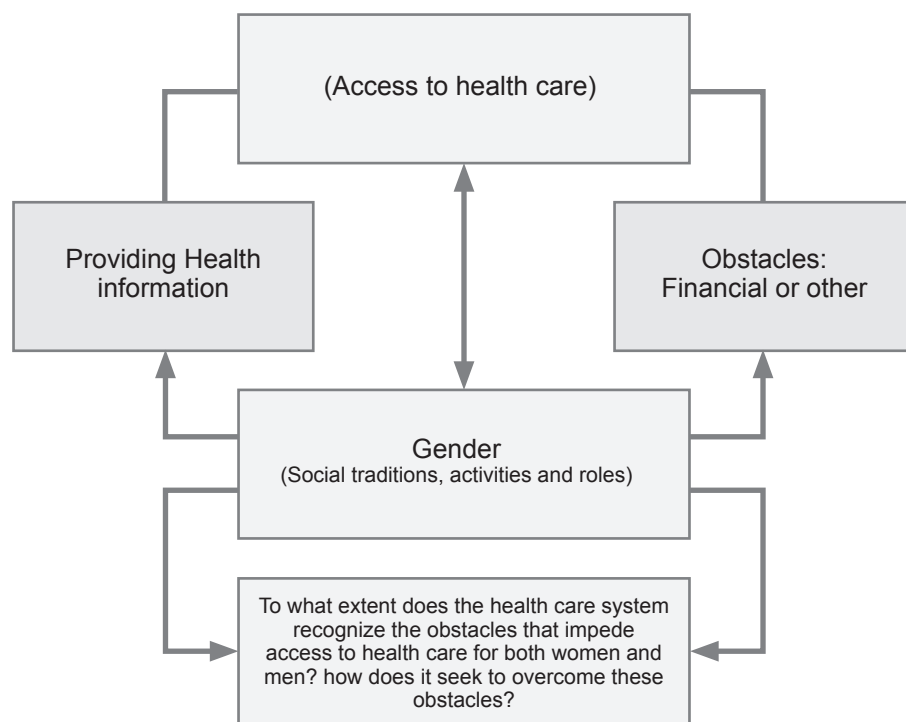 (Access to health care)
Providing Health
information
Obstacles:
Financial or other
Gender
(Social traditions, activities and roles)
To what extent does the health care system
recognize the obstacles that impede
access to health care for both women and
men? how does it seek to overcome these
obstacles?